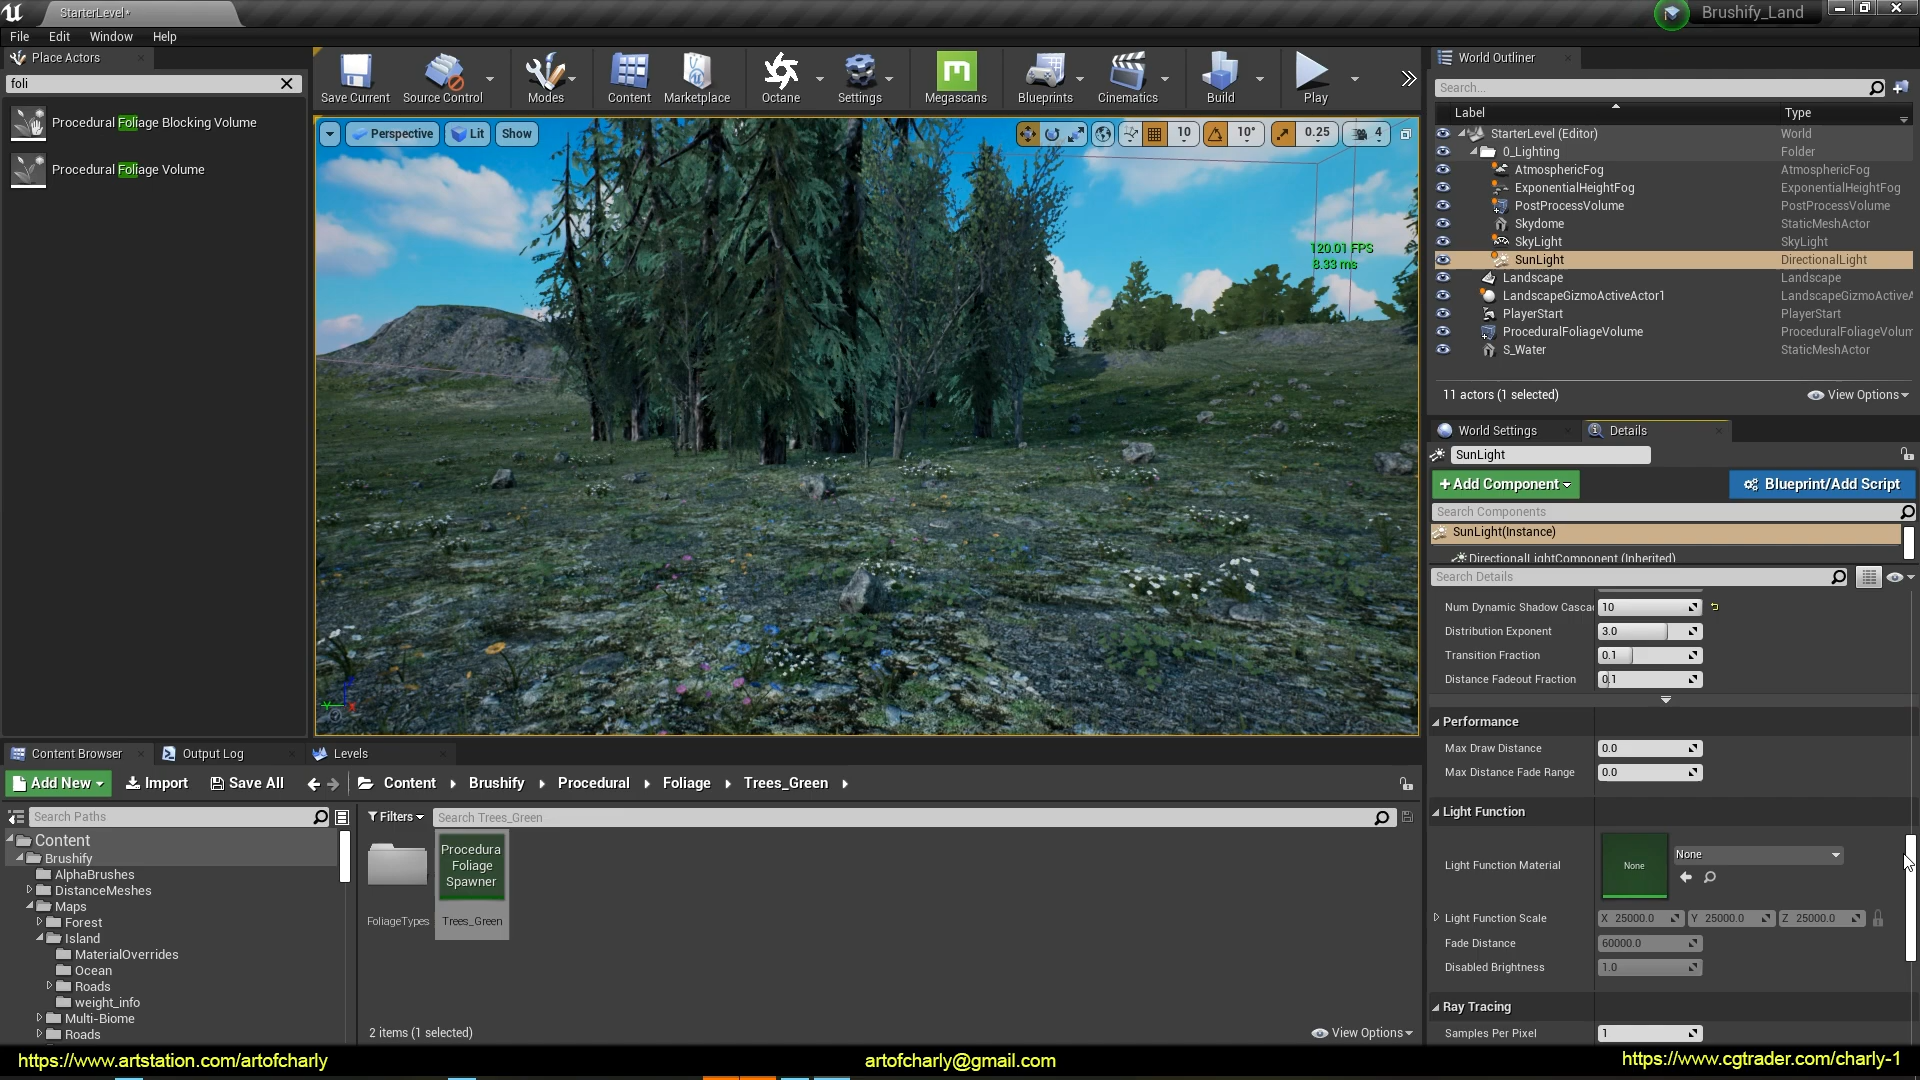 StarterLevel*
Brushify_Land
File Edit Window Help
Place Actors
foli
Procedural Foliage Blocking Volume
Procedural Foliage Volume
Save Current
Source Control
Modes
Content
Marketplace
Octane
Settings
Megascans
Blueprints
Cinematics
Build
Play
Perspective
Lit
Show
10
10°
0.25
4
120.01 FPS
8.33 ms
World Outliner
Search...
Label Type
StarterLevel (Editor) World
0_Lighting Folder
AtmosphericFog AtmosphericFog
ExponentialHeightFog ExponentialHeightFog
PostProcessVolume PostProcessVolume
Skydome StaticMeshActor
SkyLight SkyLight
SunLight DirectionalLight
Landscape Landscape
LandscapeGizmoActiveActor1 LandscapeGizmoActiveA
PlayerStart PlayerStart
ProceduralFoliageVolume ProceduralFoliageVolum
S_Water StaticMeshActor
11 actors (1 selected)
View Options
World Settings
Details
SunLight
+Add Component
Blueprint/Add Script
Search Components
SunLight(Instance)
DirectionalLightComponent (Inherited)
Search Details
Num Dynamic Shadow Casca 10
Distribution Exponent 3.0
Transition Fraction 0.1
Distance Fadeout Fraction 0.1
Performance
Max Draw Distance 0.0
Max Distance Fade Range 0.0
Light Function
Light Function Material None None
Light Function Scale X 25000.0 Y 25000.0 Z 25000.0
Fade Distance 60000.0
Disabled Brightness 1.0
Ray Tracing
Samples Per Pixel 1
Content Browser
Output Log
Levels
Add New
Import
Save All
Content Brushify Procedural Foliage Trees_Green
Search Paths
Filters
Search Trees_Green
Content
Brushify
AlphaBrushes
DistanceMeshes
Maps
Forest
Island
MaterialOverrides
Ocean
Roads
weight_info
Multi-Biome
Roads
Procedura
Foliage
Spawner
FoliageTypes
Trees_Green
2 items (1 selected)
View Options
https://www.artstation.com/artofcharly
artofcharly@gmail.com
https://www.cgtrader.com/charly-1